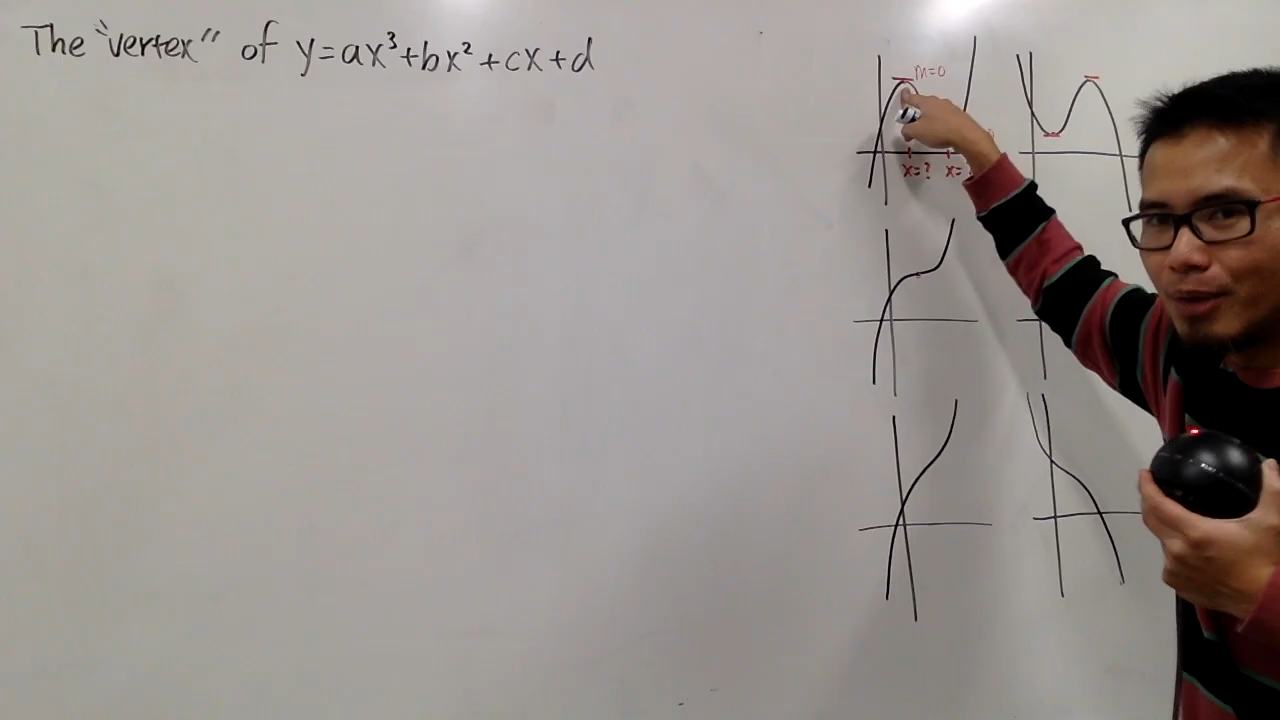 The "vertex" of y=ax³+bx²+cx+d
m=0
x=? x=